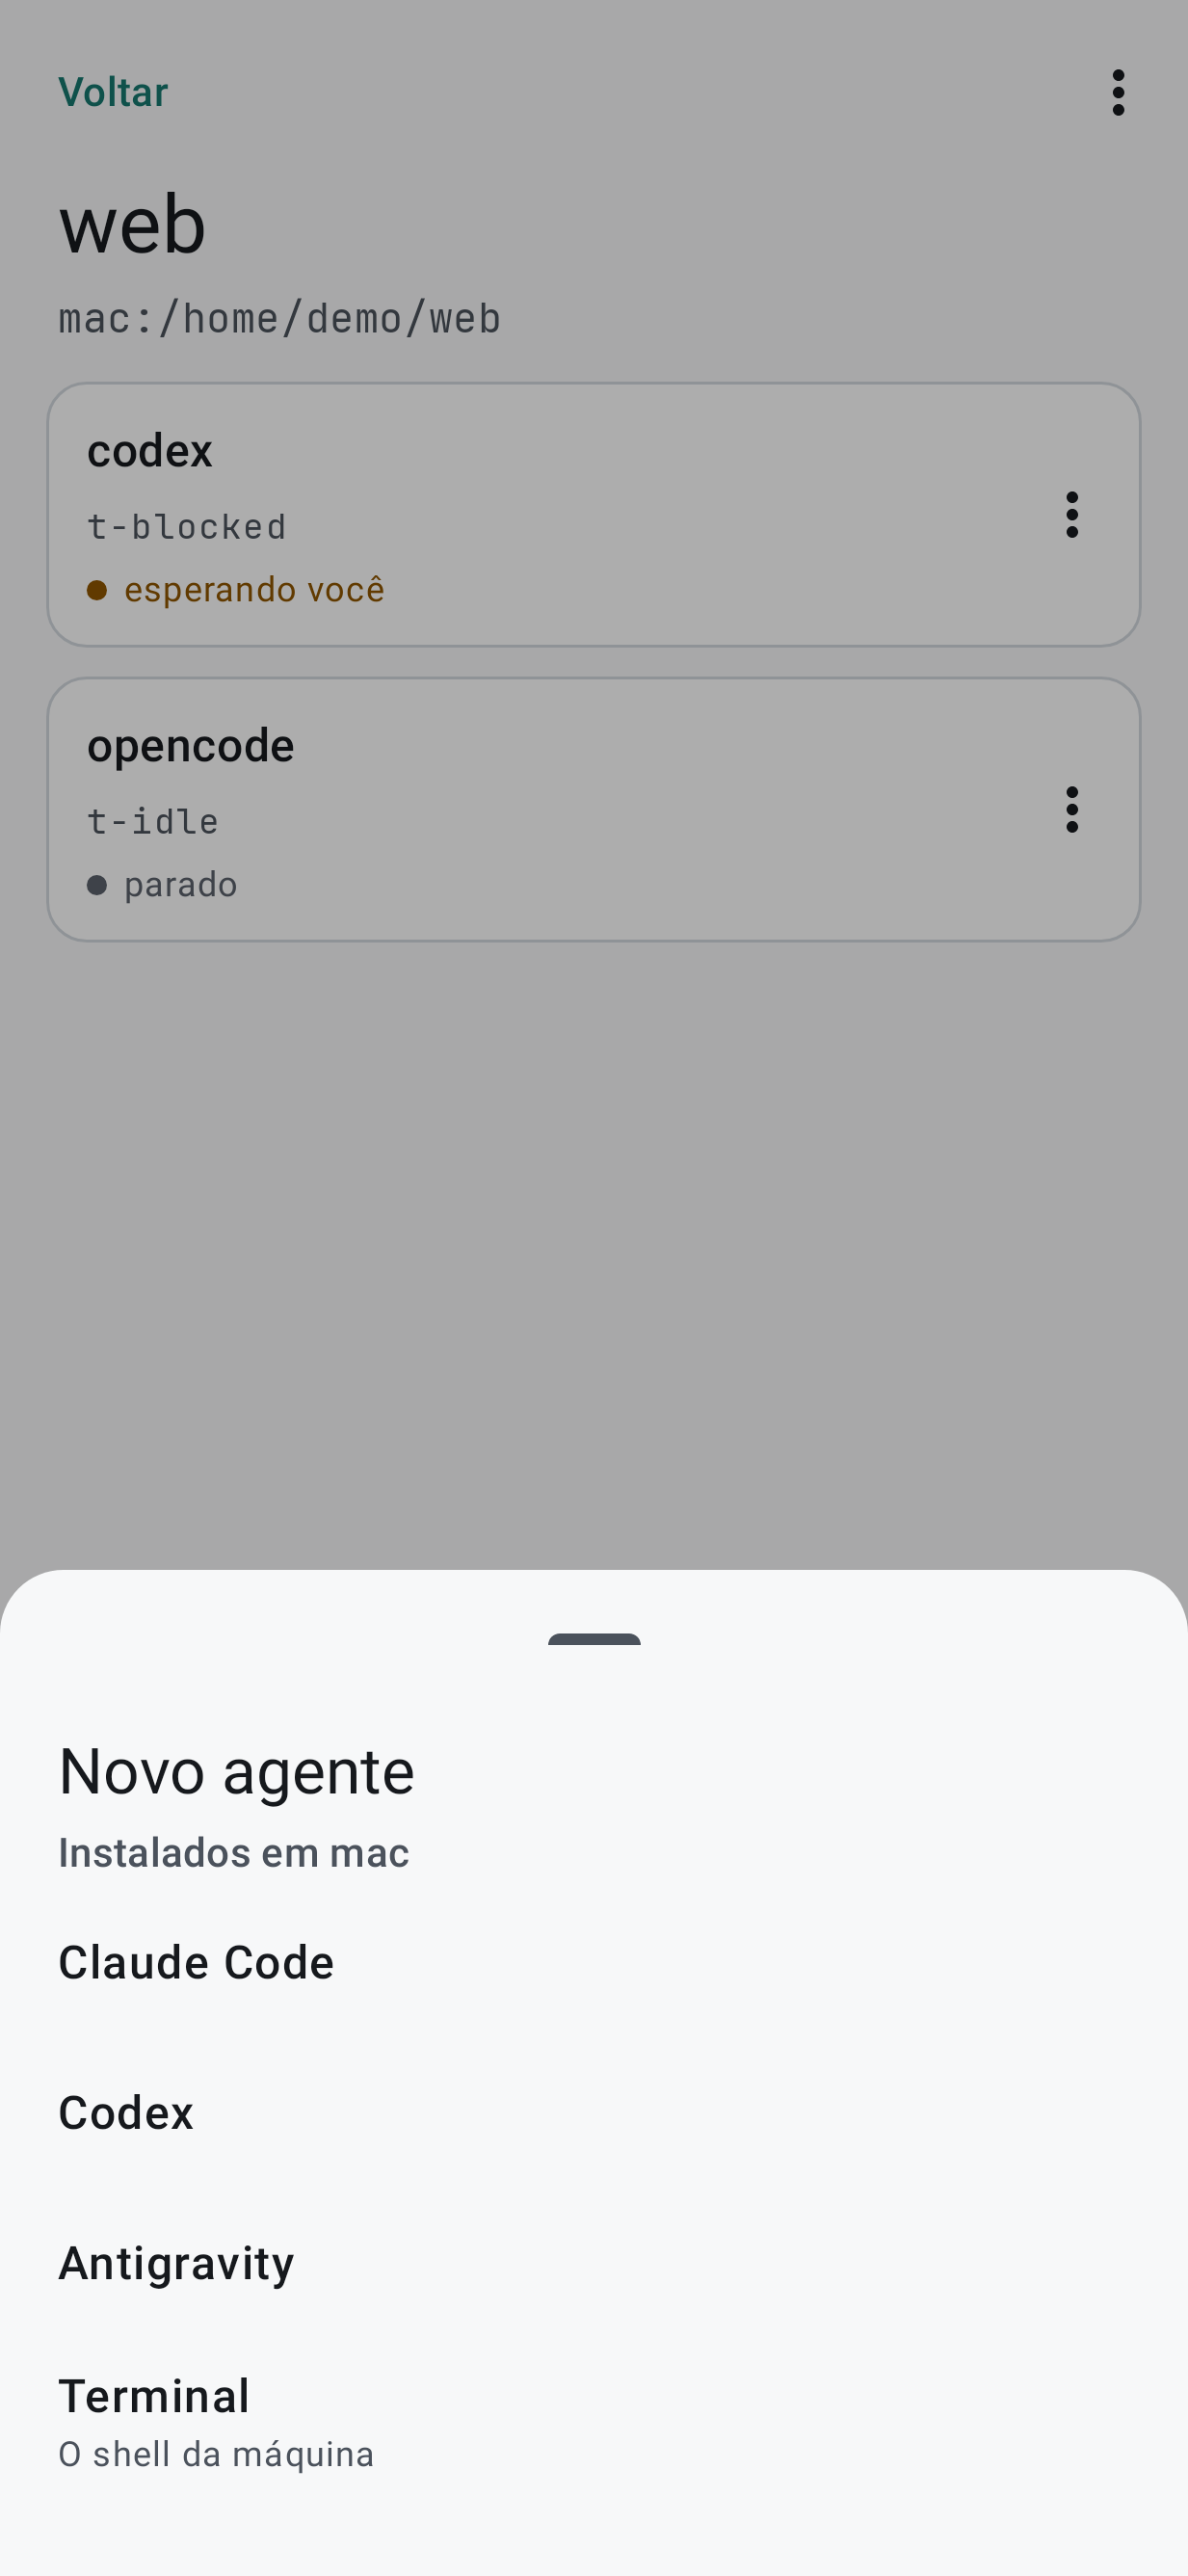 Voltar
web
mac:/home/demo/web
codex
t-blocked
esperando você
opencode
t-idle
parado
Novo agente
Instalados em mac
Claude Code
Codex
Antigravity
Terminal
O shell da máquina